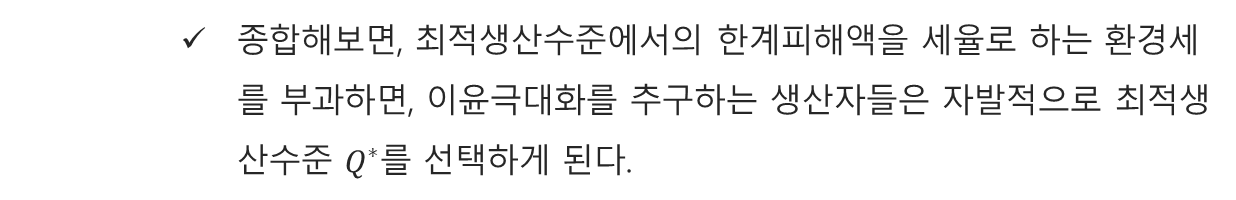 ✓ 종합해보면, 최적생산수준에서의 한계피해액을 세율로 하는 환경세
를 부과하면, 이윤극대화를 추구하는 생산자들은 자발적으로 최적생
산수준 Q*를 선택하게 된다.